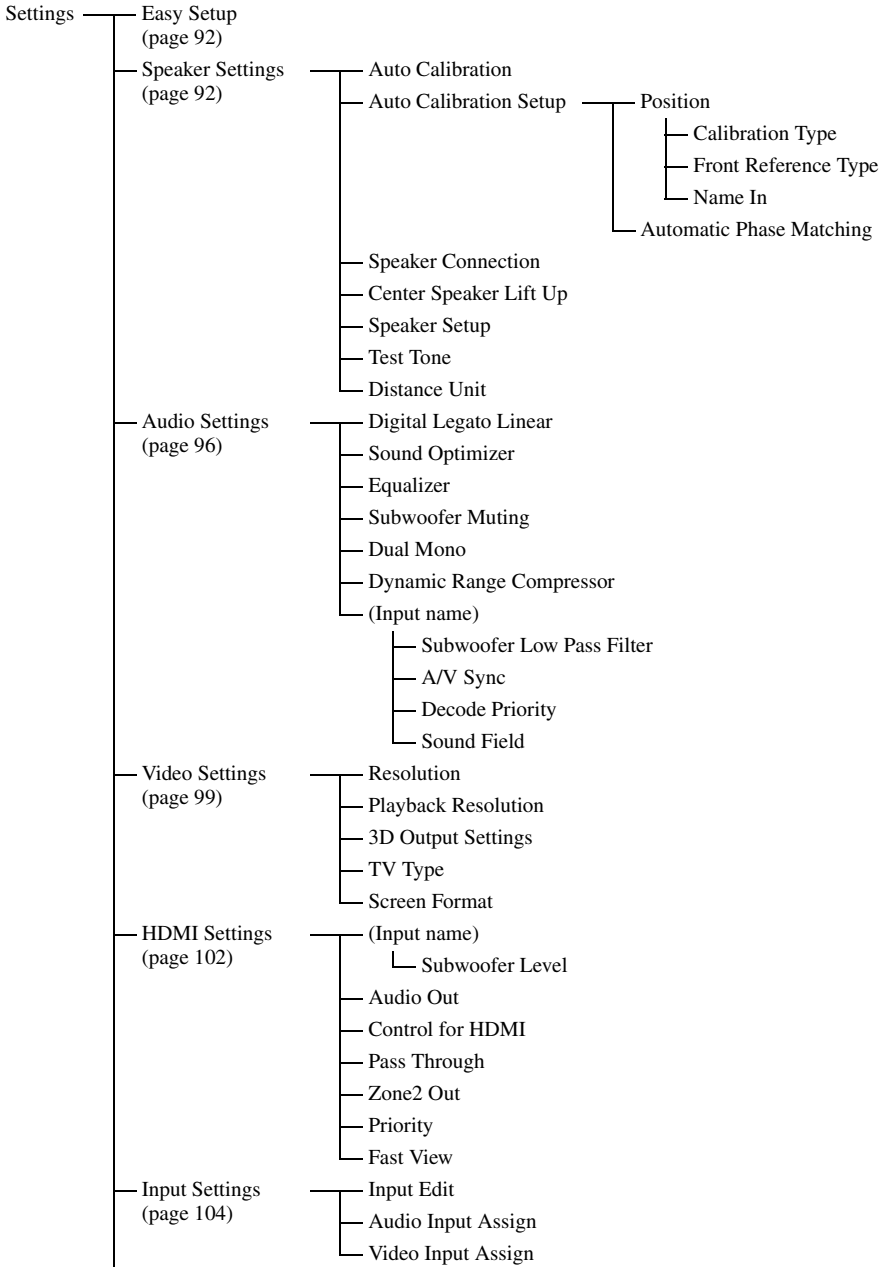 Settings
Easy Setup
(page 92)
Speaker Settings
(page 92)
Auto Calibration
Auto Calibration Setup
Position
Calibration Type
Front Reference Type
Name In
Automatic Phase Matching
Speaker Connection
Center Speaker Lift Up
Speaker Setup
Test Tone
Distance Unit
Audio Settings
(page 96)
Digital Legato Linear
Sound Optimizer
Equalizer
Subwoofer Muting
Dual Mono
Dynamic Range Compressor
(Input name)
Subwoofer Low Pass Filter
A/V Sync
Decode Priority
Sound Field
Video Settings
(page 99)
Resolution
Playback Resolution
3D Output Settings
TV Type
Screen Format
HDMI Settings
(page 102)
(Input name)
Subwoofer Level
Audio Out
Control for HDMI
Pass Through
Zone2 Out
Priority
Fast View
Input Settings
(page 104)
Input Edit
Audio Input Assign
Video Input Assign